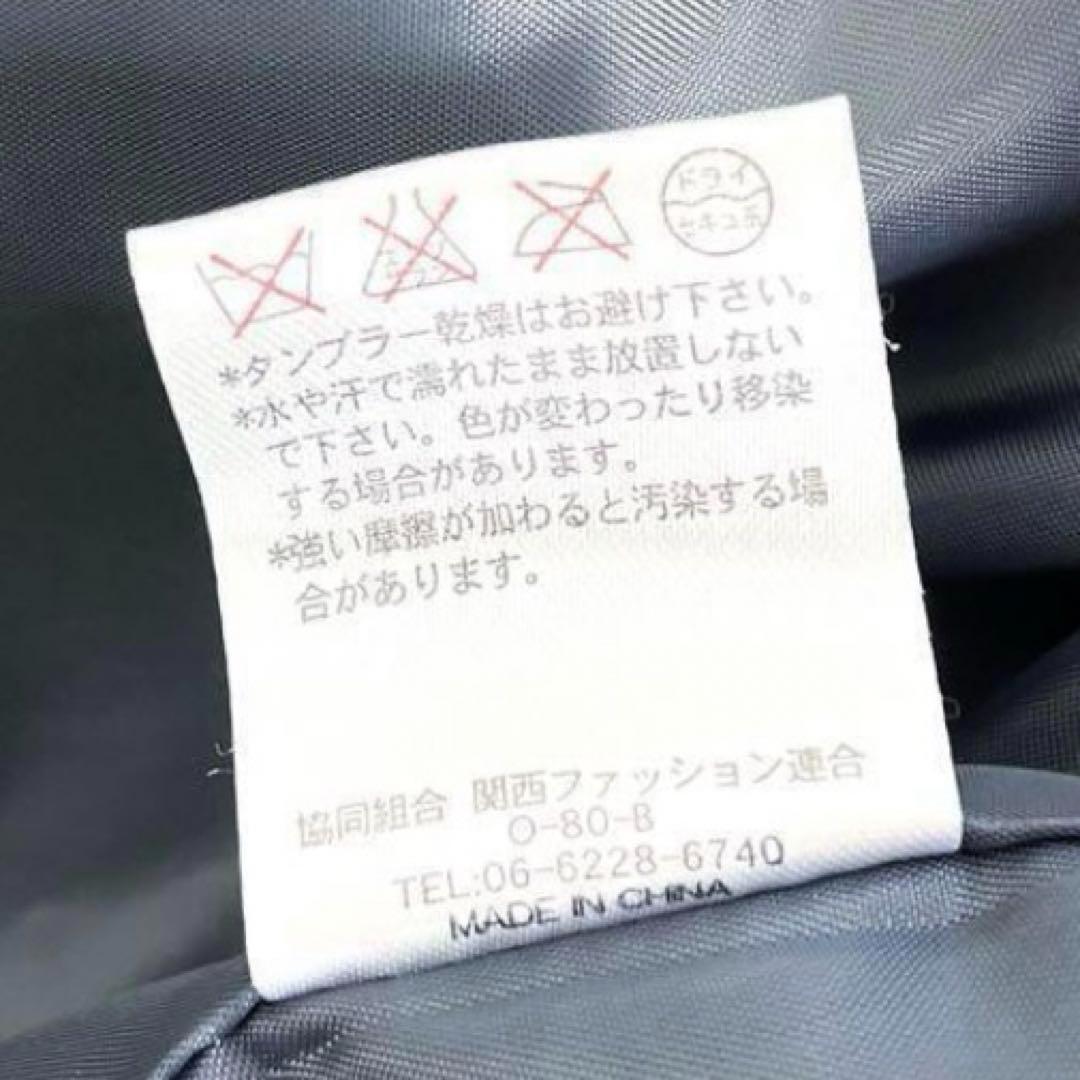 ドライ
セキユ系
*タンブラー乾燥はお避け下さい。
*水や汗で濡れたまま放置しない
で下さい。色が変わったり移染
する場合があります。
*強い摩擦が加わると汚染する場
合があります。
協同組合 関西ファッション連合
O-80-B
TEL:06-6228-6740
MADE IN CHINA